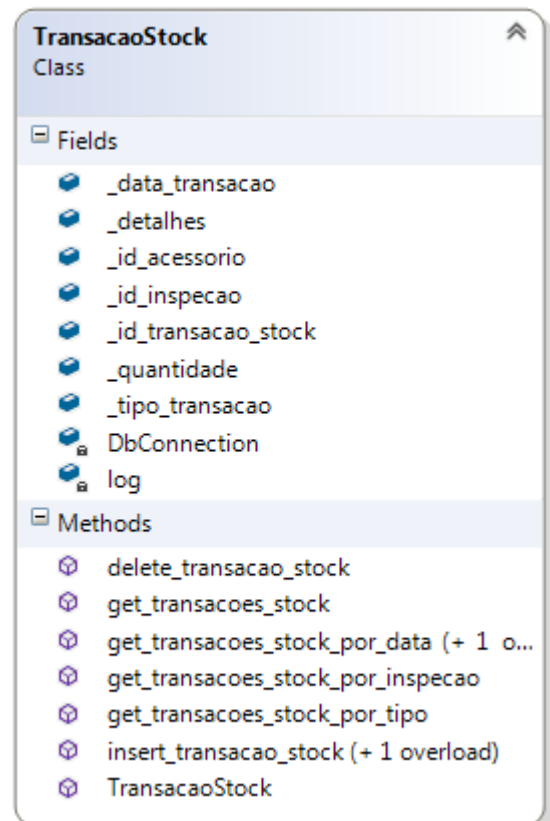 TransacaoStock
Class
Fields
_data_transacao
_detalhes
_id_acessorio
_id_inspecao
_id_transacao_stock
_quantidade
_tipo_transacao
DbConnection
log
Methods
delete_transacao_stock
get_transacoes_stock
get_transacoes_stock_por_data (+ 1 o...
get_transacoes_stock_por_inspecao
get_transacoes_stock_por_tipo
insert_transacao_stock (+ 1 overload)
TransacaoStock